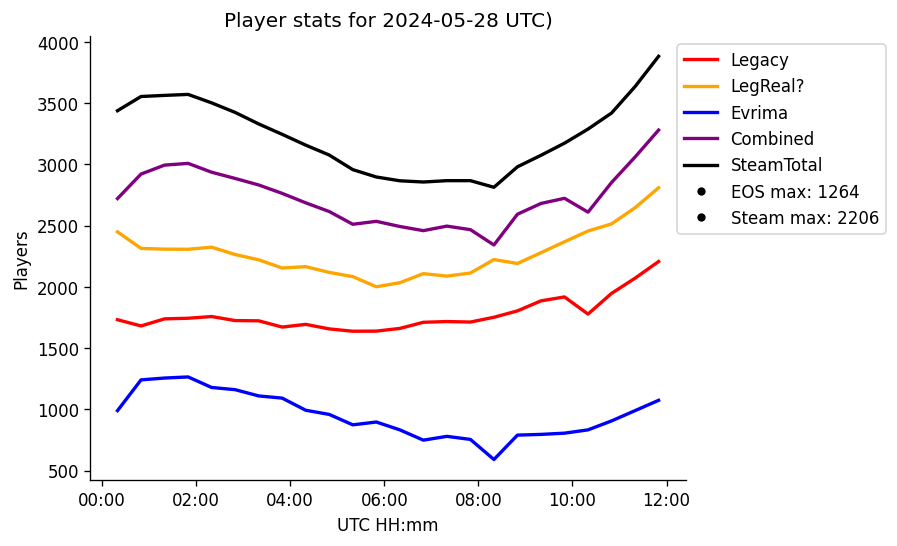 Player stats for 2024-05-28 UTC)
4000
3500
3000
2500
2000
1500
1000
500
Players
00:00 02:00 04:00 06:00 08:00 10:00 12:00
UTC HH:mm
Legacy
LegReal?
Evrima
Combined
SteamTotal
EOS max: 1264
Steam max: 2206